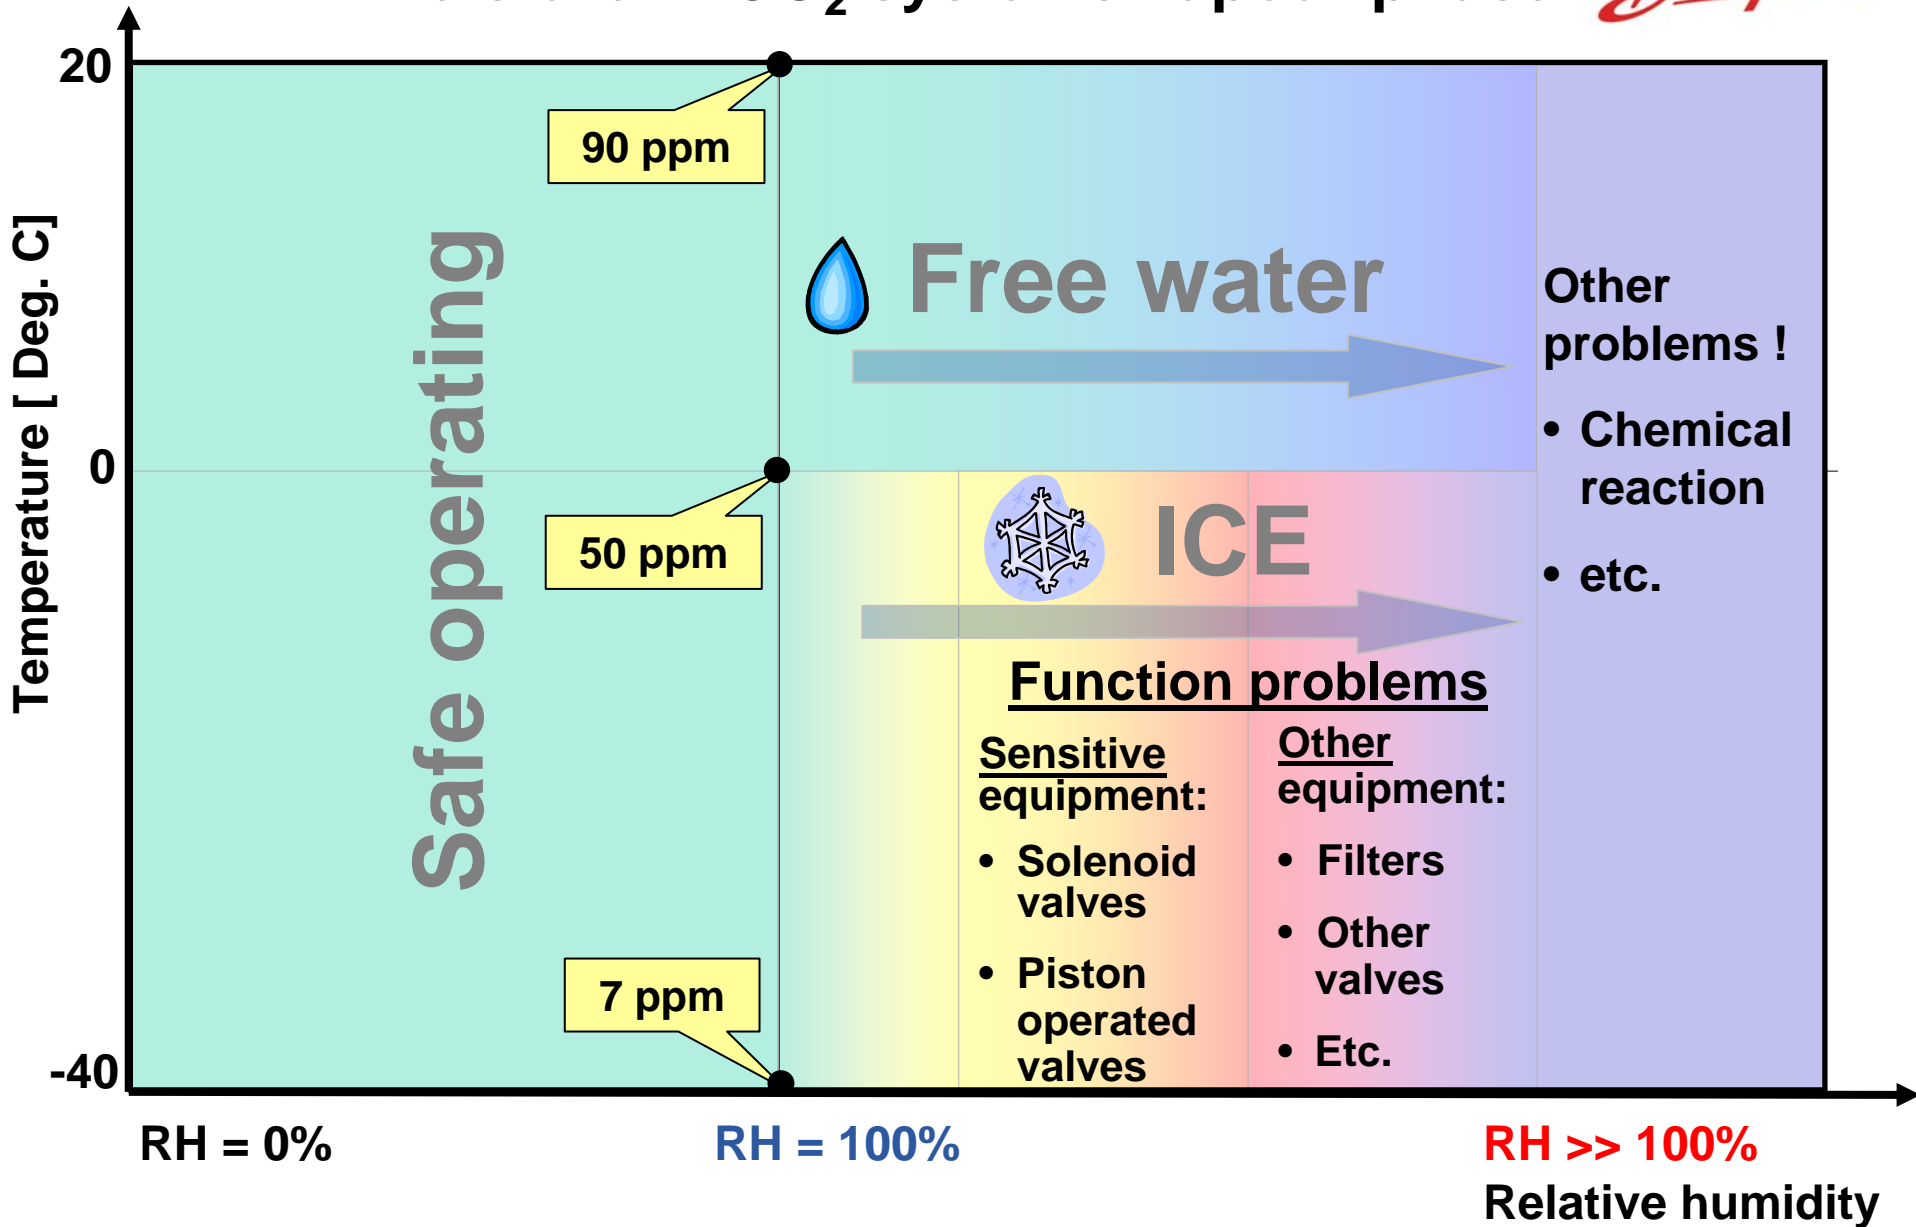 20
90 ppm
Free water
Other
problems !
• Chemical
reaction
• etc.
Temperature [ Deg. C]
Safe operating
0
50 ppm
ICE
Function problems
Sensitive
equipment:
• Solenoid
valves
• Piston
operated
valves
Other
equipment:
• Filters
• Other
valves
• Etc.
7 ppm
-40
RH = 0%
RH = 100%
RH >> 100%
Relative humidity